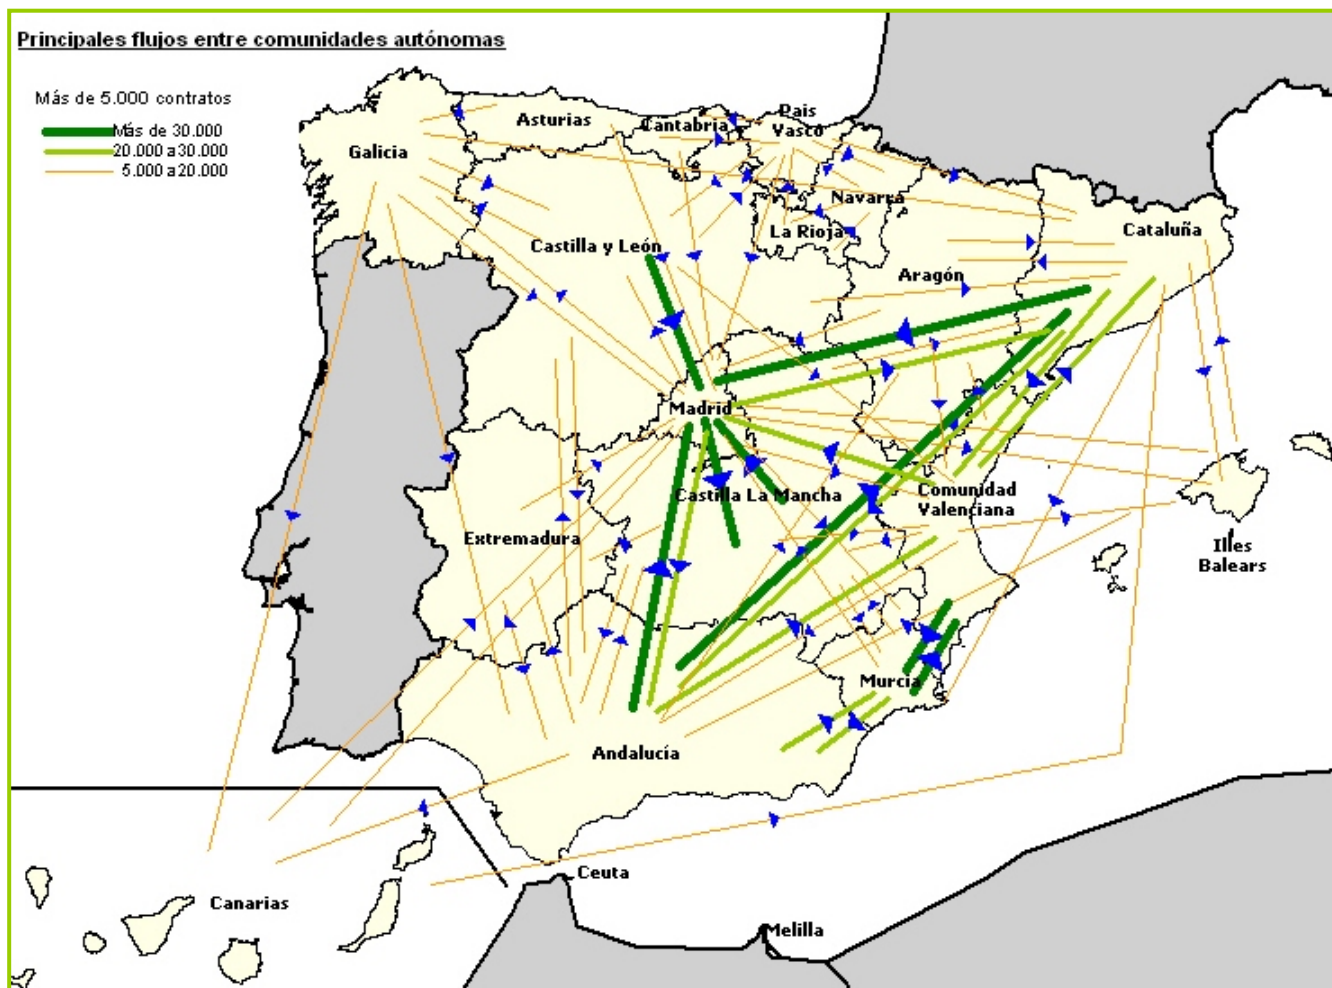 Principales flujos entre comunidades autónomas
Más de 5.000 contratos
Más de 30.000
20.000 a 30.000
5.000 a 20.000
Asturias
Cantabria
Pais
Vasco
Galicia
Navarra
La Rioja
Cataluña
Castilla y León
Aragón
Madrid
Castilla La Mancha
Comunidad
Valenciana
Extremadura
Illes
Balears
Murcia
Andalucía
Ceuta
Canarias
Melilla